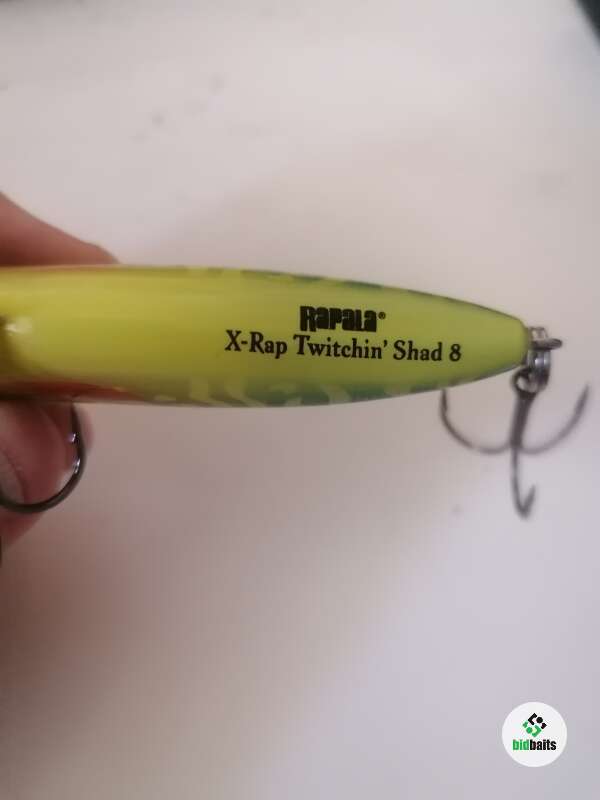 Rapala®
X-Rap Twitchin' Shad 8
bidbaits